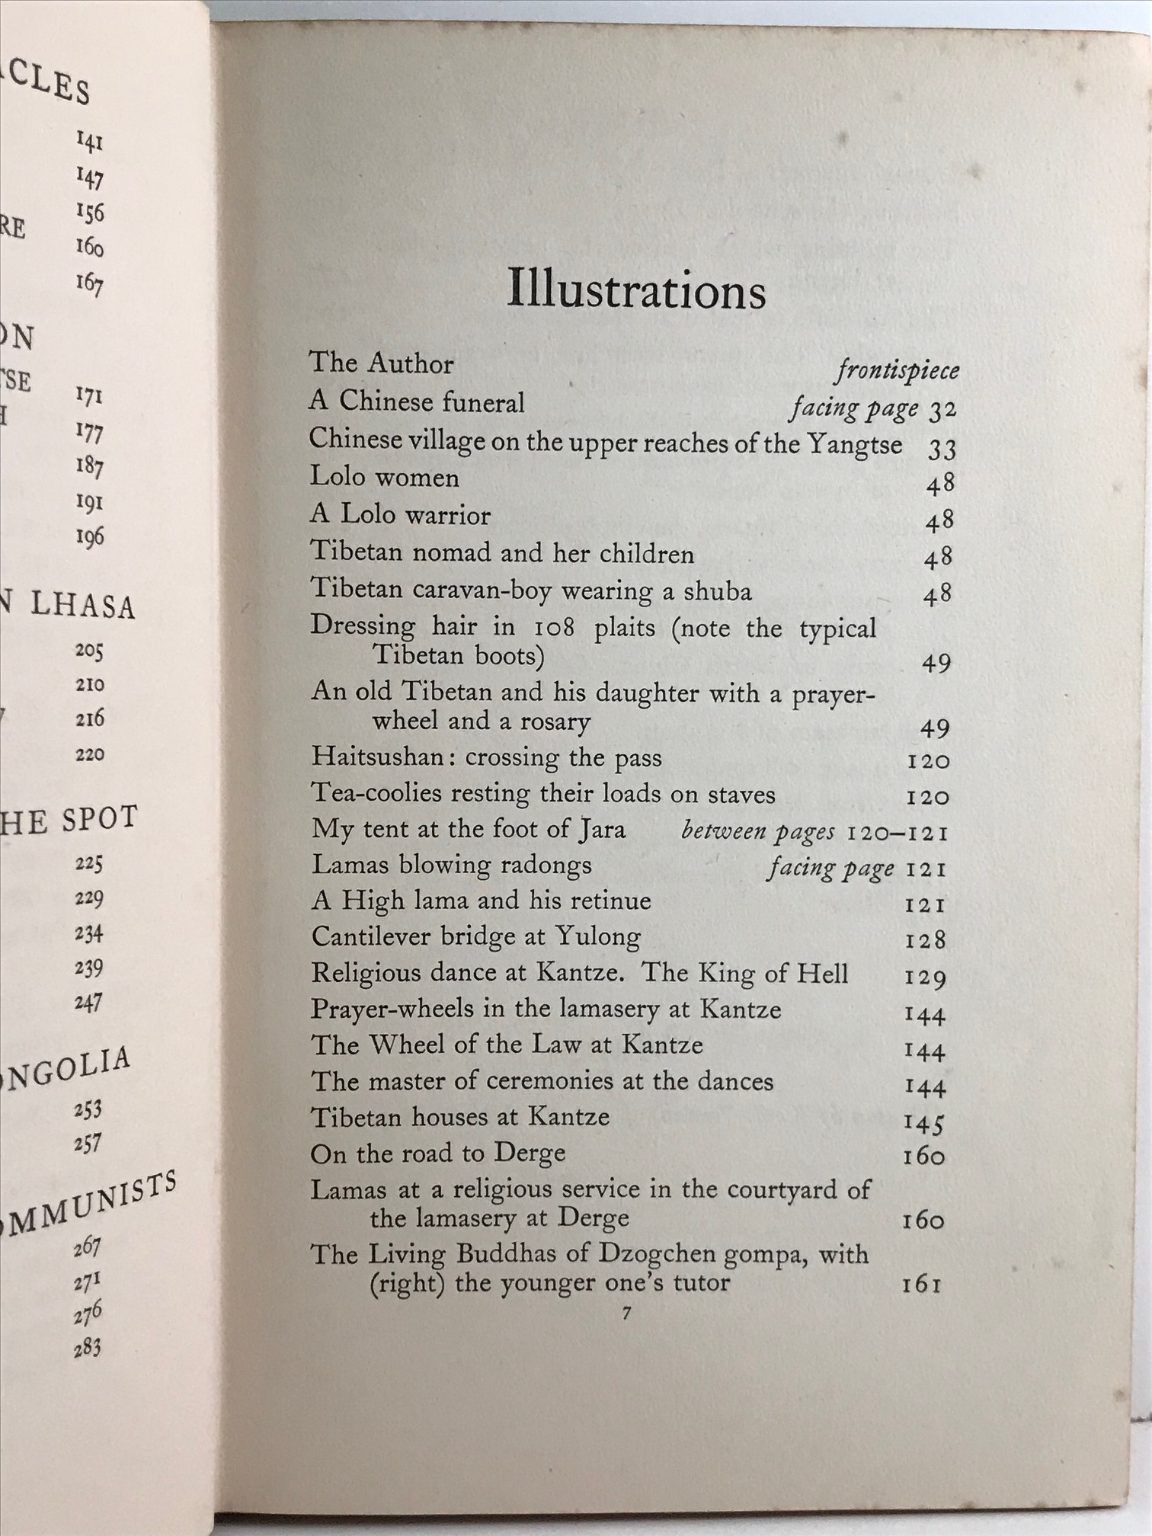 ACLES
141
147
156
RE 160
167
ON
TSE 171
H 177
187
191
196
N LHASA
205
210
216
220
HE SPOT
225
229
234
239
247
ONGOLIA
253
257
OMMUNISTS
267
271
276
283
Illustrations
The Author frontispiece
A Chinese funeral facing page 32
Chinese village on the upper reaches of the Yangtse 33
Lolo women 48
A Lolo warrior 48
Tibetan nomad and her children 48
Tibetan caravan-boy wearing a shuba 48
Dressing hair in 108 plaits (note the typical
Tibetan boots) 49
An old Tibetan and his daughter with a prayer-
wheel and a rosary 49
Haitsushan: crossing the pass 120
Tea-coolies resting their loads on staves 120
My tent at the foot of Jara between pages 120–121
Lamas blowing radongs facing page 121
A High lama and his retinue 121
Cantilever bridge at Yulong 128
Religious dance at Kantze. The King of Hell 129
Prayer-wheels in the lamasery at Kantze 144
The Wheel of the Law at Kantze 144
The master of ceremonies at the dances 144
Tibetan houses at Kantze 145
On the road to Derge 160
Lamas at a religious service in the courtyard of
the lamasery at Derge 160
The Living Buddhas of Dzogchen gompa, with
(right) the younger one's tutor 161
7